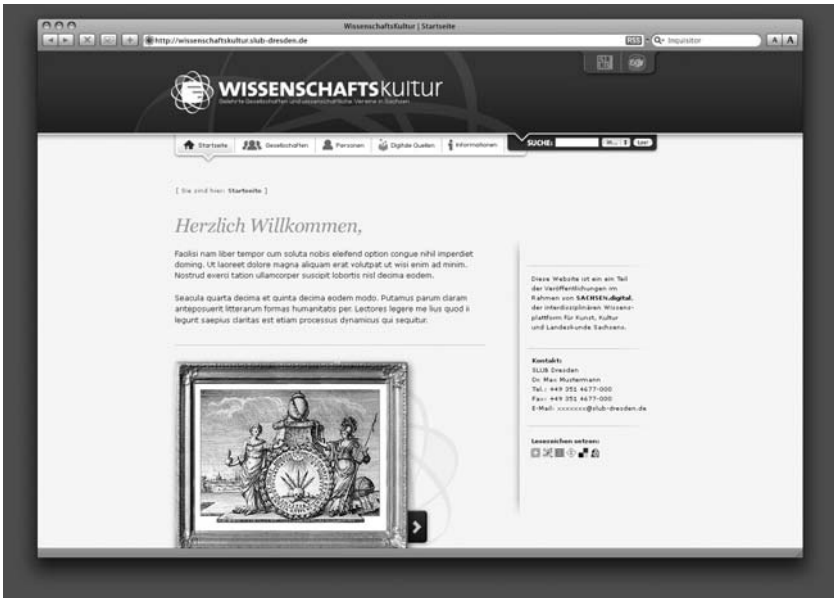 WissenschaftsKultur | Startseite
http://wissenschaftskultur.slub-dresden.de
RSS
Inquisitor
A A
WISSENSCHAFTSkultur
Gelehrte Gesellschaften und wissenschaftliche Vereine in Sachsen
Startseite
Gesellschaften
Personen
Digitale Quellen
Informationen
SUCHE:
Los!
[ Sie sind hier: Startseite ]
Herzlich Willkommen,
Facilisi nam liber tempor cum soluta nobis eleifend option congue nihil imperdiet
doming. Ut laoreet dolore magna aliquam erat volutpat ut wisi enim ad minim.
Nostrud exerci tation ullamcorper suscipit lobortis nisl decima eodem.
Seacula quarta decima et quinta decima eodem modo. Putamus parum claram
anteposuerit litterarum formas humanitatis per. Lectores legere me lius quod ii
legunt saepius claritas est etiam processus dynamicus qui sequitur.
Diese Website ist ein ein Teil
der Veröffentlichungen im
Rahmen von SACHSEN.digital,
der interdisziplinären Wissens-
plattform für Kunst, Kultur
und Landeskunde Sachsens.
Kontakt:
SLUB Dresden
Dr. Max Mustermann
Tel.: +49 351 4677-000
Fax: +49 351 4677-000
E-Mail: xxxxxxx@slub-dresden.de
Lesezeichen setzen: